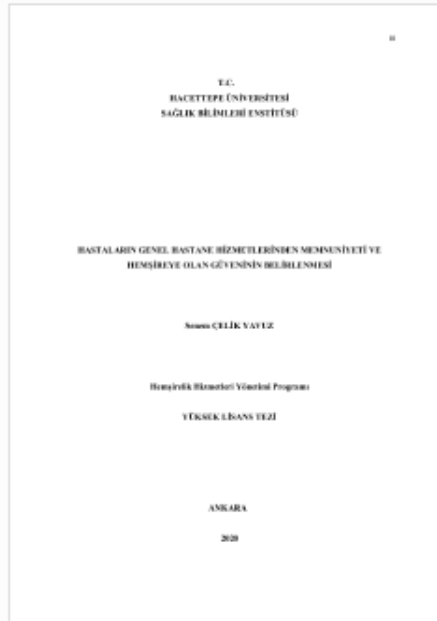 T.C.
HACETTEPE ÜNİVERSİTESİ
SAĞLIK BİLİMLERİ ENSTİTÜSÜ
HASTALARIN GENEL HASTANE HİZMETLERİNDEN MEMNUNİYETİ VE
HEMŞİREYE OLAN GÜVENİNİN BELİRLENMESİ
Senem ÇELİK YAVUZ
Hemşirelik Hizmetleri Yönetimi Programı
YÜKSEK LİSANS TEZİ
ANKARA
2020